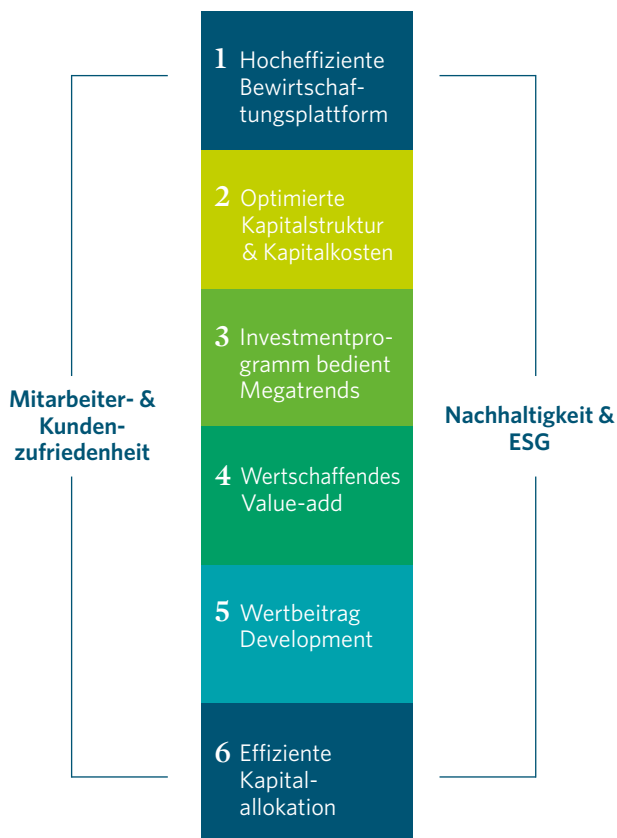 1 Hocheffiziente
Bewirtschaf-
tungsplattform
2 Optimierte
Kapitalstruktur
& Kapitalkosten
3 Investmentpro-
gramm bedient
Megatrends
Mitarbeiter- &
Kunden-
zufriedenheit
Nachhaltigkeit &
ESG
4 Wertschaffendes
Value-add
5 Wertbeitrag
Development
6 Effiziente
Kapital-
allokation